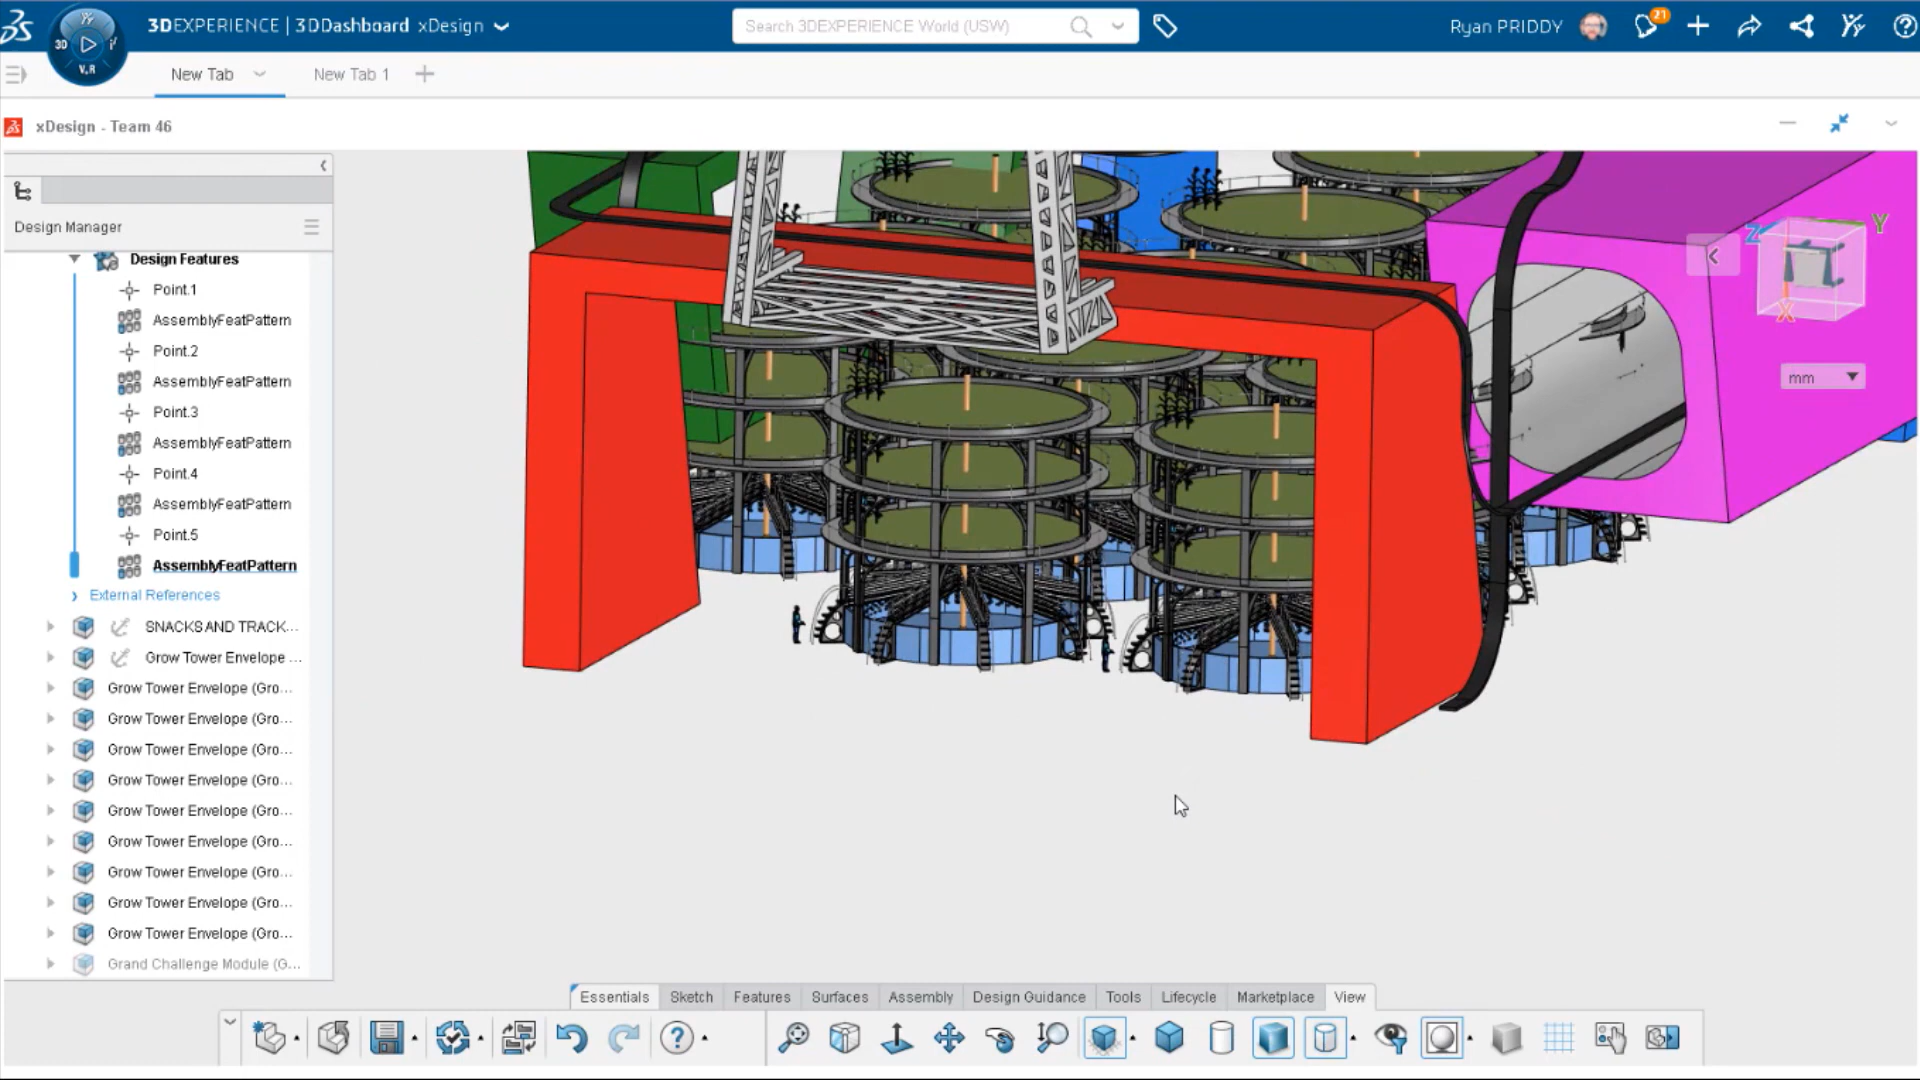 3DEXPERIENCE | 3DDashboard xDesign
Search 3DEXPERIENCE World (USW)
Ryan PRIDDY
21
3D
V.R
New Tab
New Tab 1
xDesign - Team 46
Design Manager
Design Features
Point.1
AssemblyFeatPattern
Point.2
AssemblyFeatPattern
Point.3
AssemblyFeatPattern
Point.4
AssemblyFeatPattern
Point.5
AssemblyFeatPattern
External References
SNACKS AND TRACK...
Grow Tower Envelope ...
Grow Tower Envelope (Gro...
Grow Tower Envelope (Gro...
Grow Tower Envelope (Gro...
Grow Tower Envelope (Gro...
Grow Tower Envelope (Gro...
Grow Tower Envelope (Gro...
Grow Tower Envelope (Gro...
Grow Tower Envelope (Gro...
Grow Tower Envelope (Gro...
Grand Challenge Module (G...
Z
Y
X
mm
Essentials Sketch Features Surfaces Assembly Design Guidance Tools Lifecycle Marketplace View